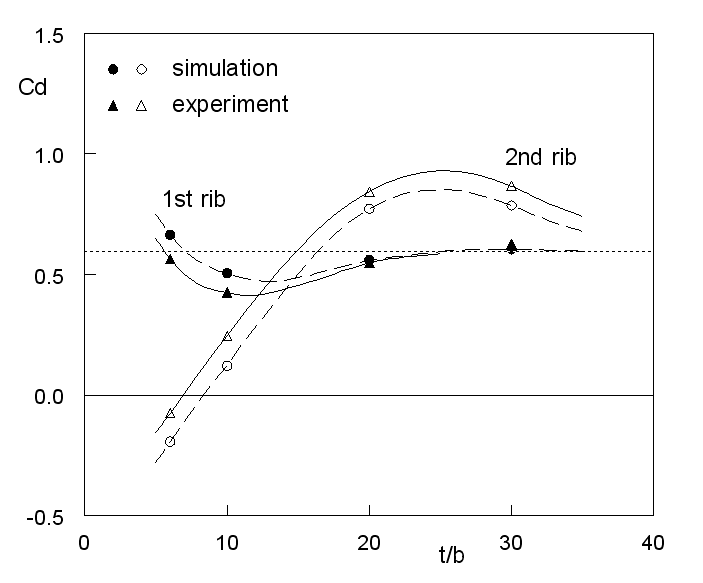 1.5
simulation
Cd
experiment
1.0
2nd rib
1st rib
0.5
0.0
-0.5
0 10 20 30 40
t/b